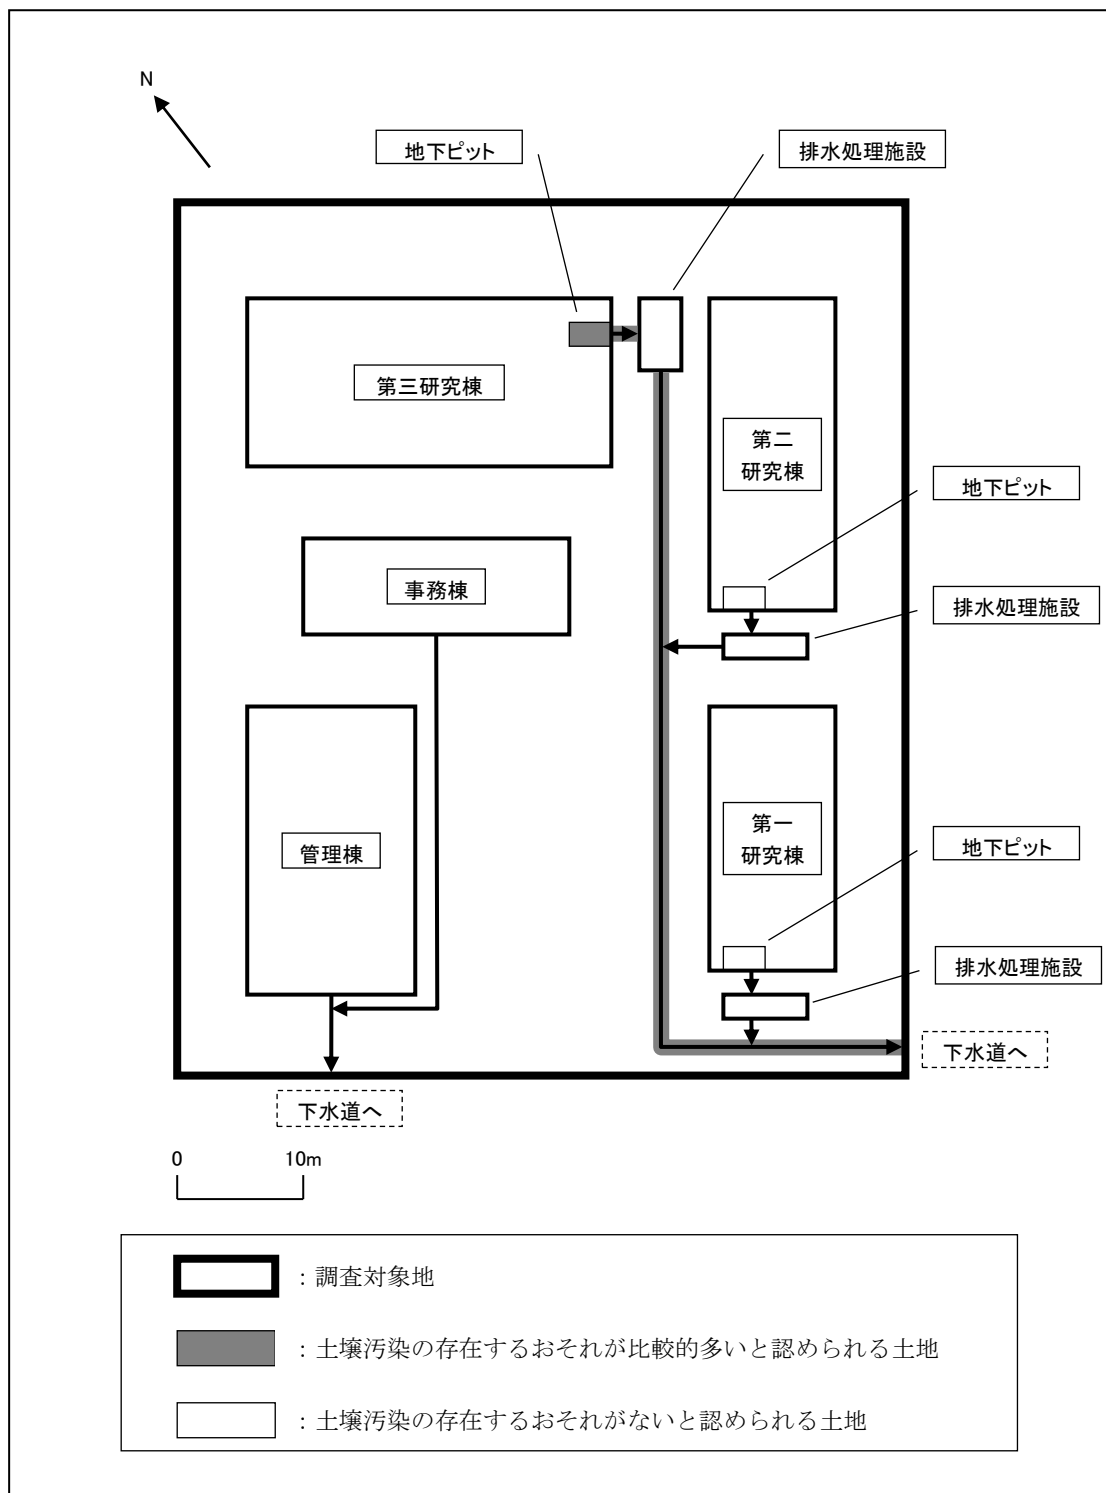 N
地下ピット
排水処理施設
第三研究棟
第二
研究棟
地下ピット
事務棟
排水処理施設
第一
研究棟
管理棟
地下ピット
排水処理施設
下水道へ
下水道へ
0 10m
：調査対象地
：土壌汚染の存在するおそれが比較的多いと認められる土地
：土壌汚染の存在するおそれがないと認められる土地